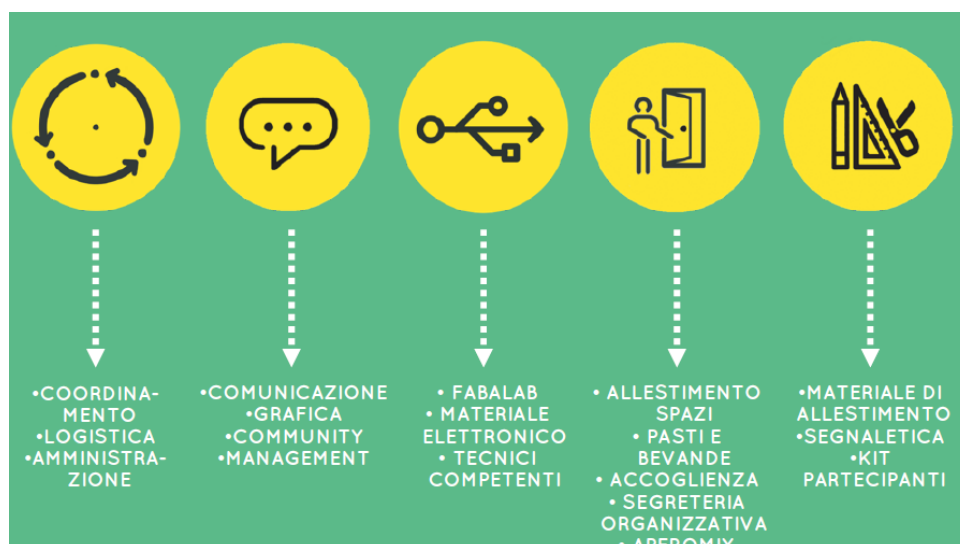 •COORDINA-
MENTO
•LOGISTICA
•AMMINISTRA-
ZIONE
•COMUNICAZIONE
•GRAFICA
•COMMUNITY
•MANAGEMENT
• FABALAB
• MATERIALE
ELETTRONICO
• TECNICI
COMPETENTI
• ALLESTIMENTO
SPAZI
• PASTI E
BEVANDE
• ACCOGLIENZA
• SEGRETERIA
ORGANIZZATIVA
•MATERIALE DI
ALLESTIMENTO
•SEGNALETICA
•KIT
PARTECIPANTI